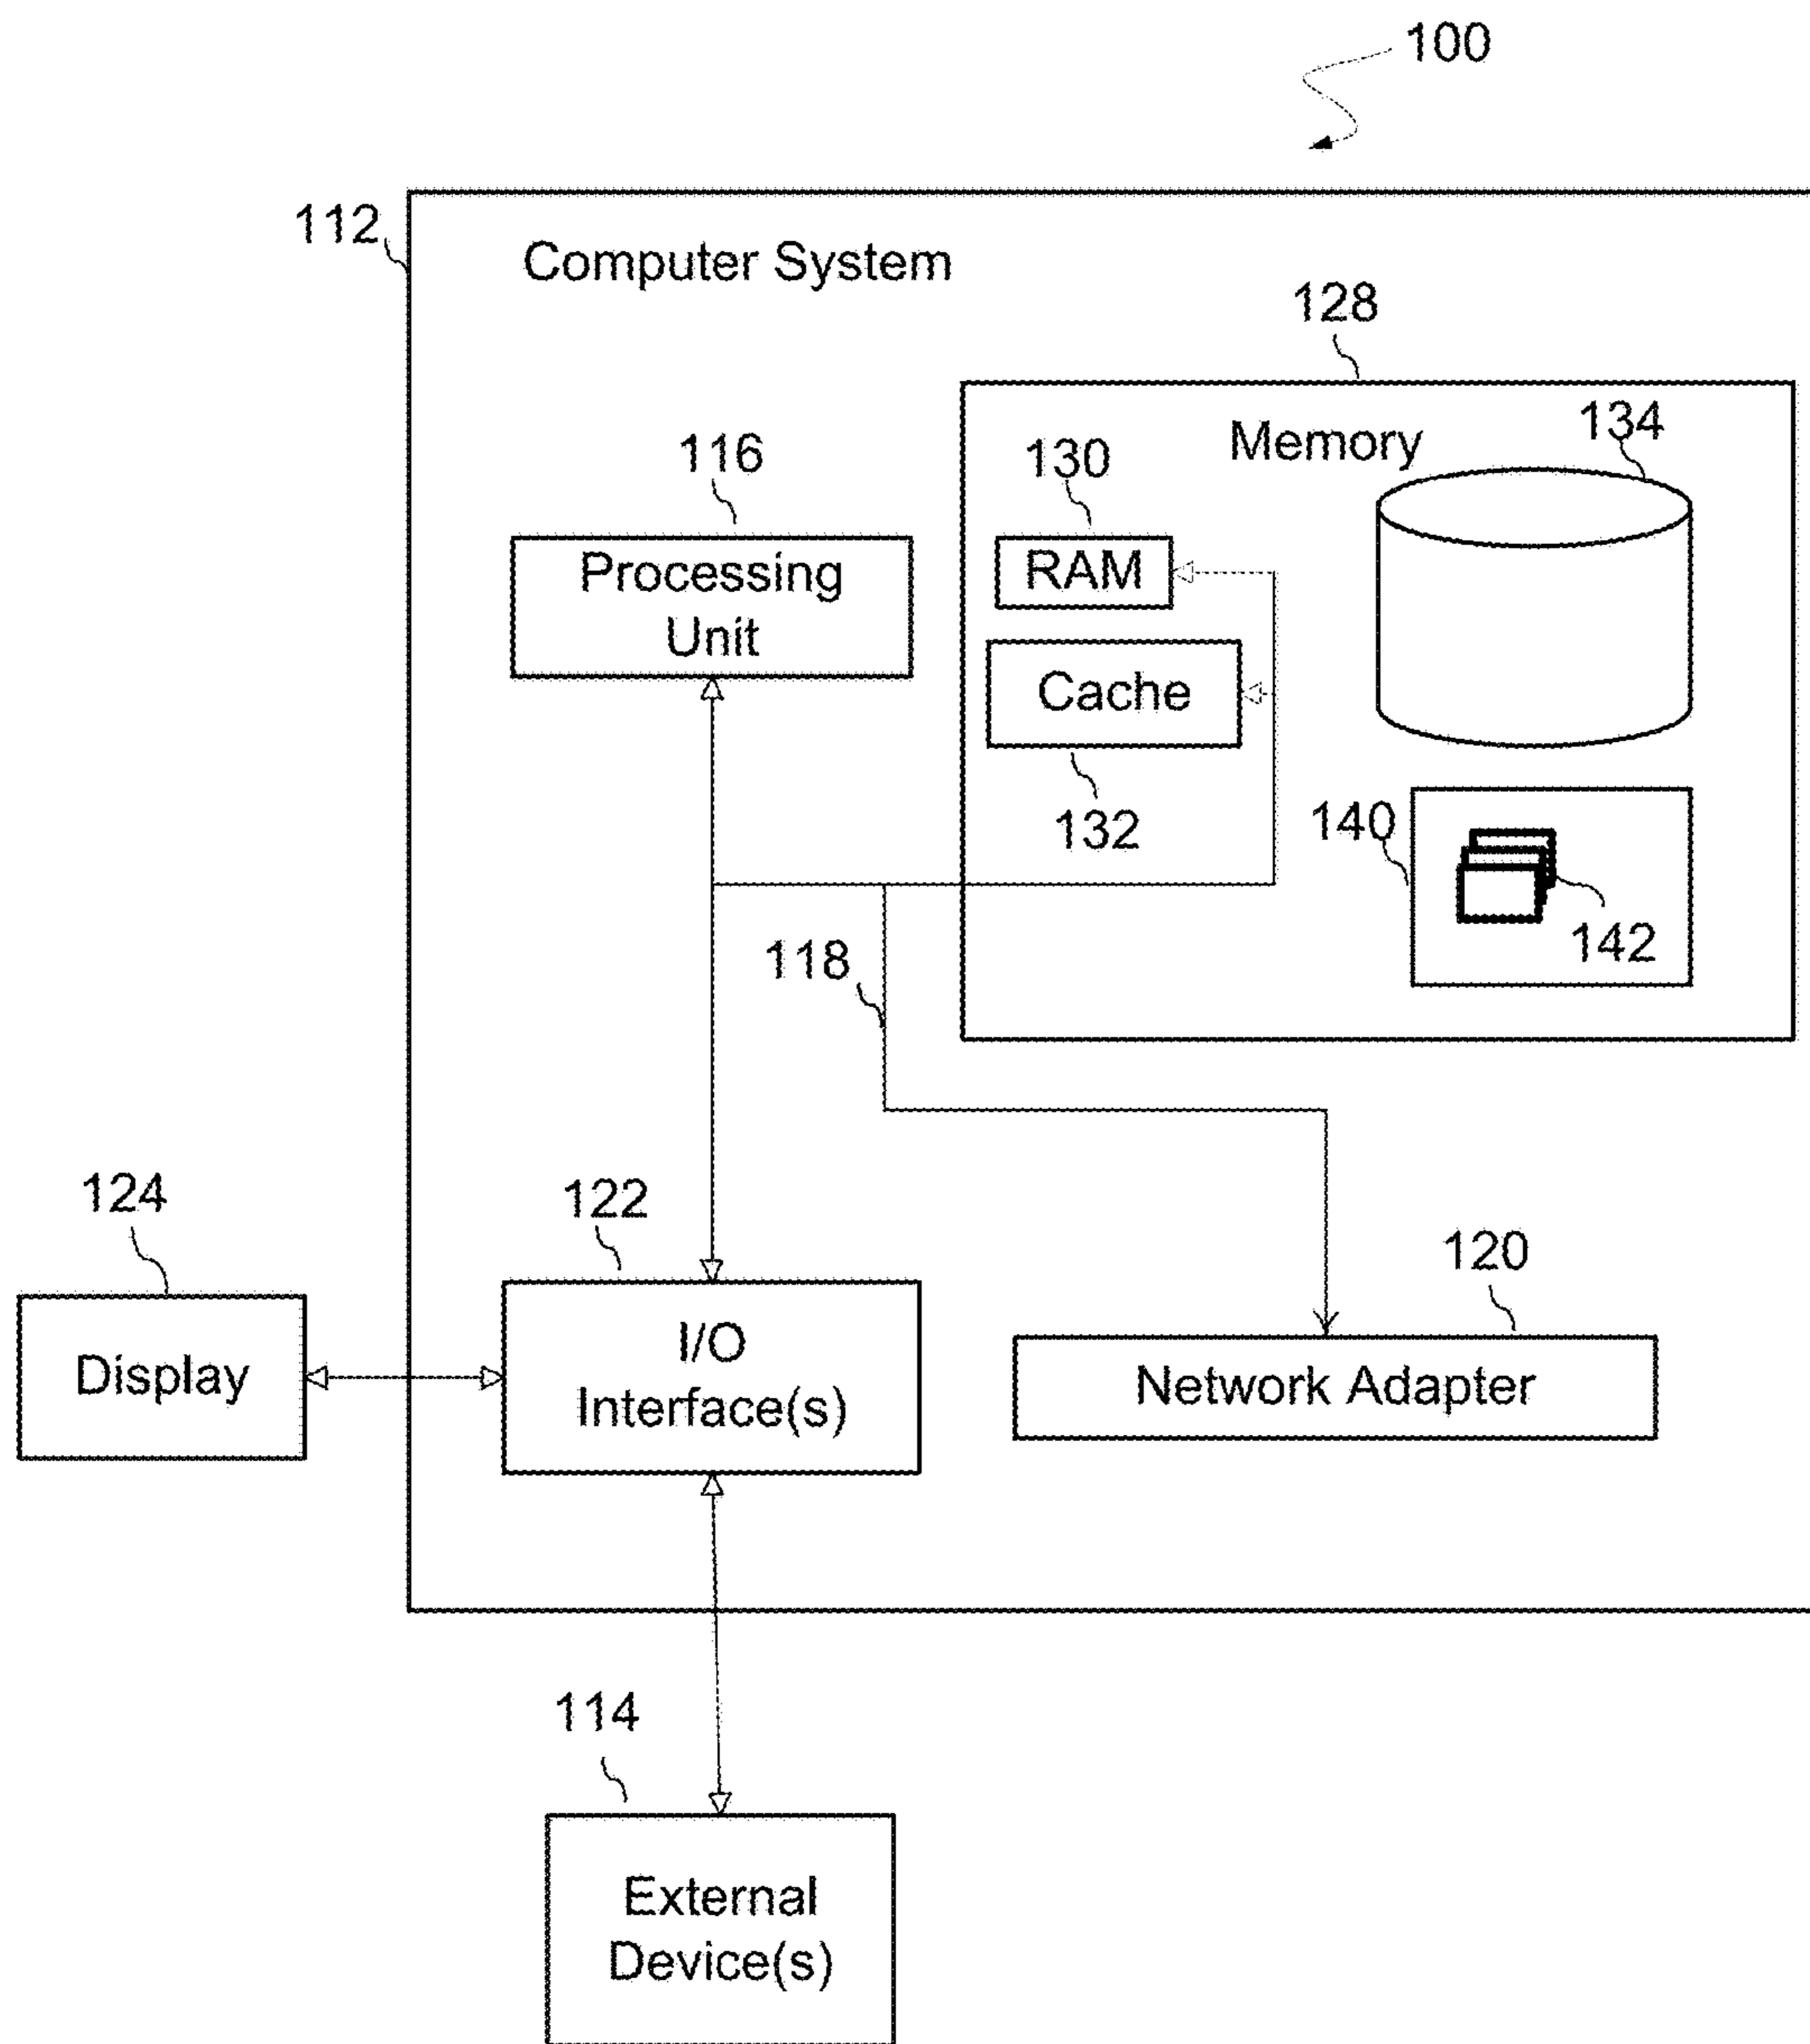 100
112
Computer System
128
Memory
134
116
130
Processing
Unit
RAM
Cache
132
140
142
118
124
122
120
Display
I/O
Interface(s)
Network Adapter
114
External
Device(s)